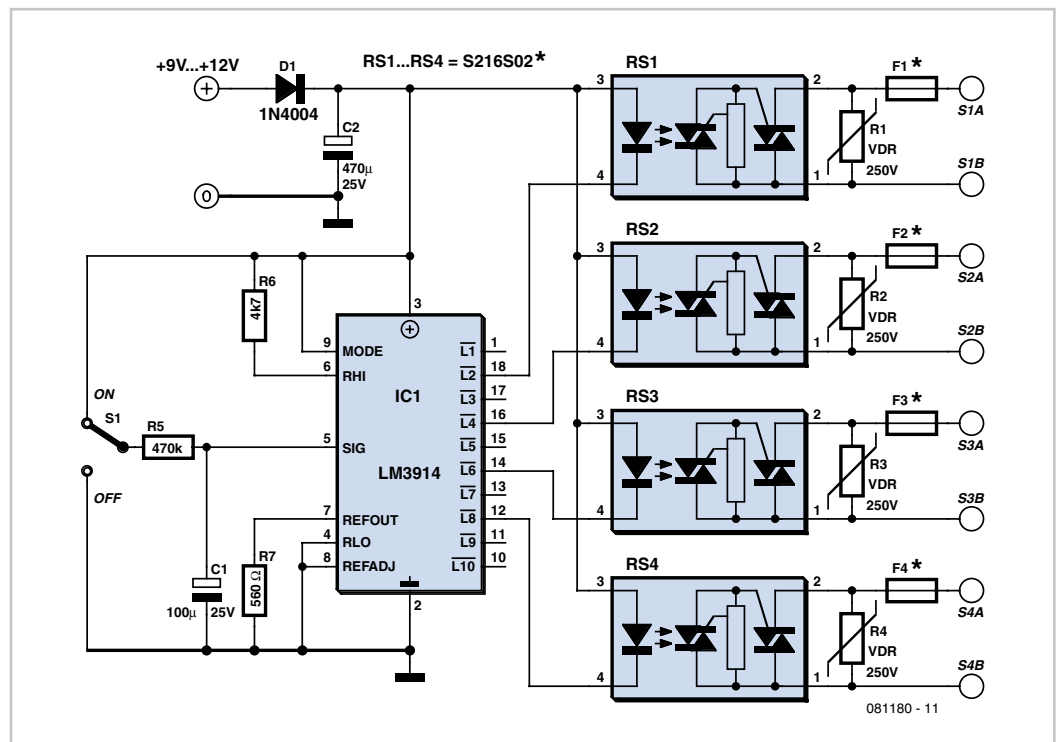 +9V...+12V
D1
1N4004
RS1...RS4 = S216S02*
C2
470µ
25V
0
R6
4k7
3
9 MODE
6 RHI
IC1
ON
S1
R5
470k
5 SIG
LM3914
OFF
7 REFOUT
4 RLO
8 REFADJ
R7
560 Ω
C1
100µ 25V
2
L1 1
L2 18
L3 17
L4 16
L5 15
L6 14
L7 13
L8 12
L9 11
L10 10
RS1
3
4
2
1
F1*
S1A
R1
VDR
250V
S1B
RS2
3
4
2
1
F2*
S2A
R2
VDR
250V
S2B
RS3
3
4
2
1
F3*
S3A
R3
VDR
250V
S3B
RS4
3
4
2
1
F4*
S4A
R4
VDR
250V
S4B
081180 - 11